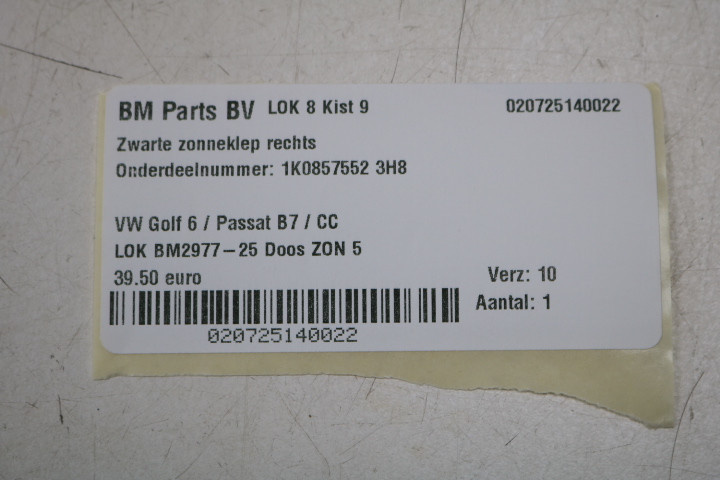 BM Parts BV LOK 8 Kist 9 020725140022
Zwarte zonneklep rechts
Onderdeelnummer: 1K0857552 3H8
VW Golf 6 / Passat B7 / CC
LOK BM2977-25 Doos ZON 5
39.50 euro Verz: 10
Aantal: 1
020725140022